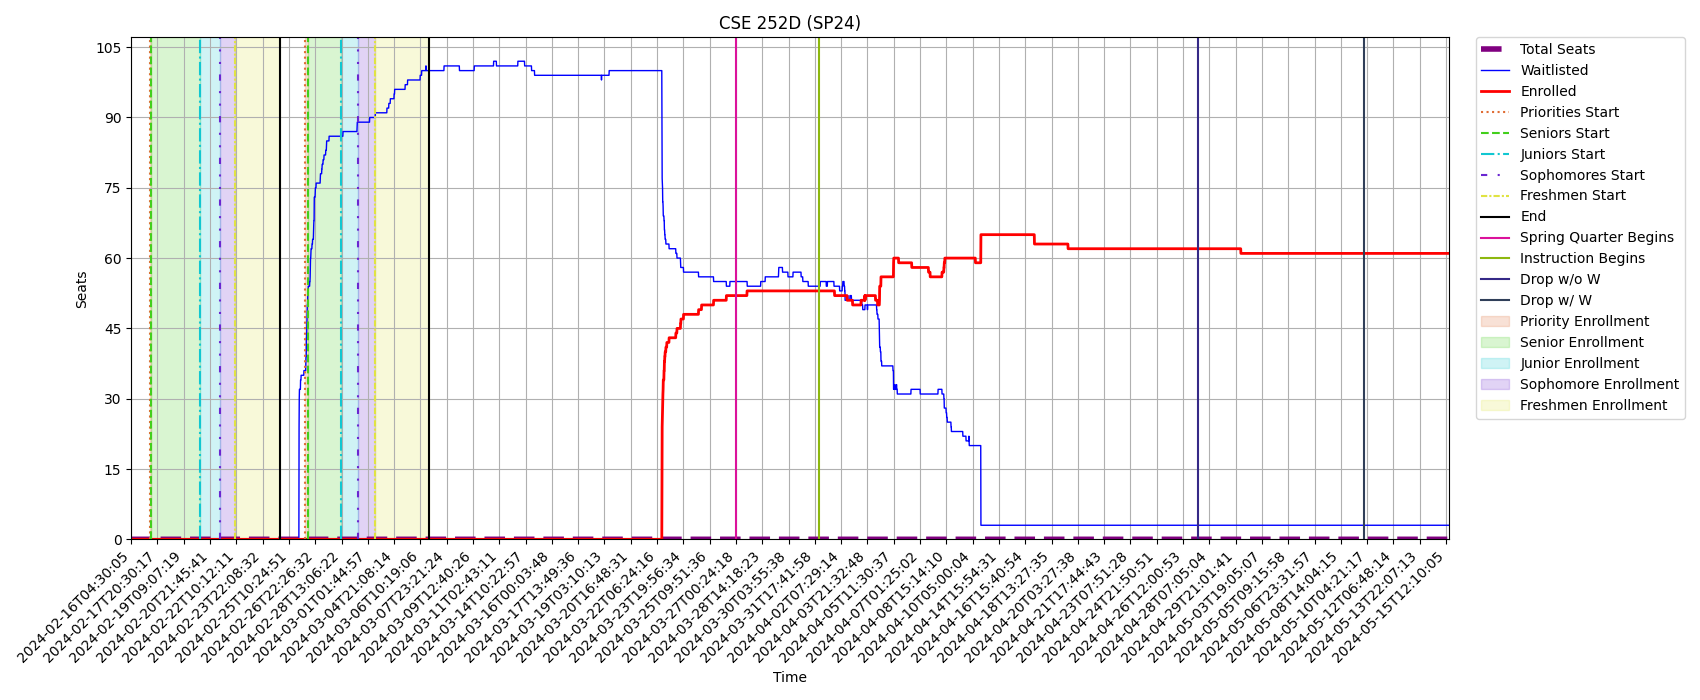 CSE 252D (SP24)
Seats
105
90
75
60
45
30
15
0
2024-02-16T04:30:05
2024-02-17T20:30:17
2024-02-19T09:07:19
2024-02-20T21:45:41
2024-02-22T10:12:11
2024-02-23T22:08:32
2024-02-25T10:24:51
2024-02-26T22:26:32
2024-02-28T13:06:22
2024-03-01T01:44:57
2024-03-04T21:08:14
2024-03-06T10:19:06
2024-03-07T23:21:24
2024-03-09T12:40:26
2024-03-11T02:43:11
2024-03-14T10:22:57
2024-03-16T00:03:48
2024-03-17T13:49:36
2024-03-19T03:10:13
2024-03-20T16:48:31
2024-03-22T06:24:16
2024-03-23T19:56:34
2024-03-25T09:51:36
2024-03-27T00:24:18
2024-03-28T14:18:23
2024-03-30T03:55:38
2024-03-31T17:41:58
2024-04-02T07:29:14
2024-04-03T21:32:48
2024-04-05T11:30:37
2024-04-07T01:25:02
2024-04-08T15:14:10
2024-04-10T05:00:04
2024-04-14T15:54:31
2024-04-16T15:40:54
2024-04-18T13:27:35
2024-04-20T03:27:38
2024-04-21T17:44:43
2024-04-23T07:51:28
2024-04-24T21:50:51
2024-04-26T12:00:53
2024-04-28T07:05:04
2024-04-29T21:01:41
2024-05-03T19:05:07
2024-05-05T09:15:58
2024-05-06T23:31:57
2024-05-08T14:04:15
2024-05-10T04:21:17
2024-05-12T06:48:14
2024-05-13T22:07:13
2024-05-15T12:10:05
Time
Total Seats
Waitlisted
Enrolled
Priorities Start
Seniors Start
Juniors Start
Sophomores Start
Freshmen Start
End
Spring Quarter Begins
Instruction Begins
Drop w/o W
Drop w/ W
Priority Enrollment
Senior Enrollment
Junior Enrollment
Sophomore Enrollment
Freshmen Enrollment